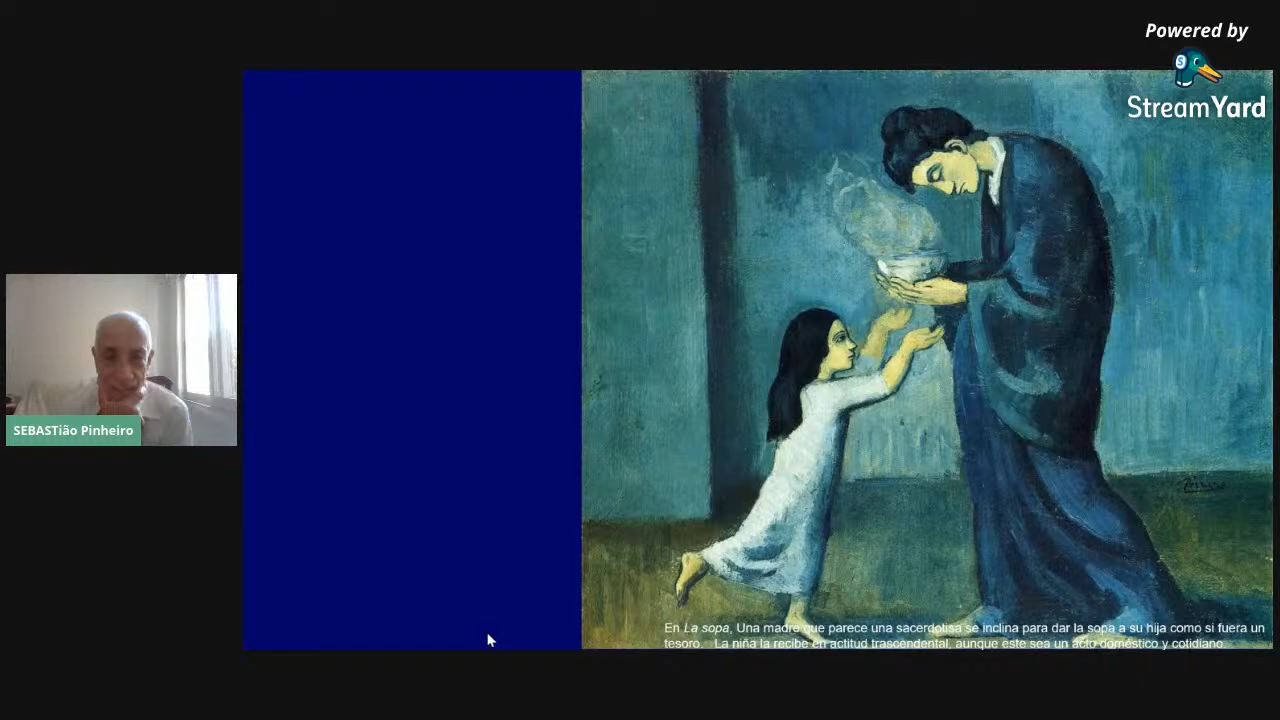 Powered by
StreamYard
SEBASTião Pinheiro
En La sopa, Una madre que parece una sacerdotisa se inclina para dar la sopa a su hija como si fuera un
tesoro. La niña la recibe en actitud trascendental, aunque este sea un acto doméstico y cotidiano.